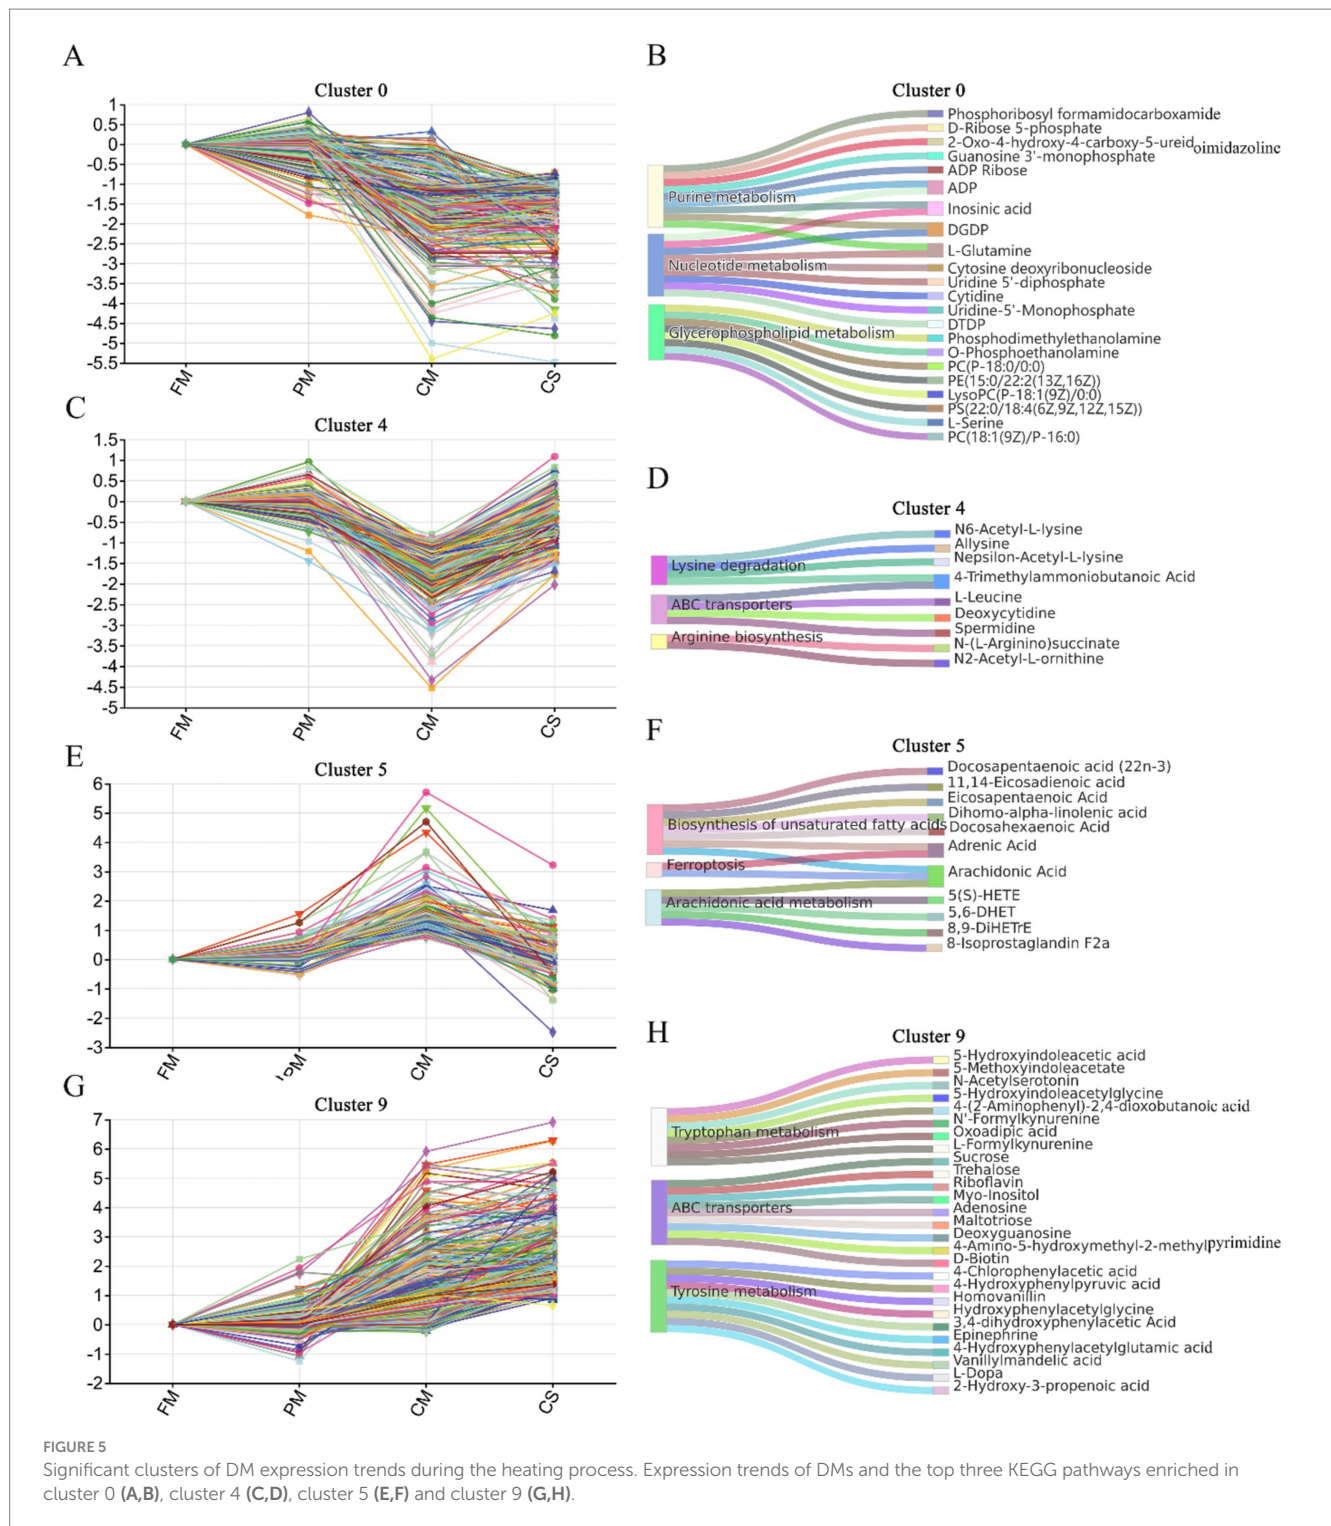 A
Cluster 0
1
0.5
0
-0.5
-1
-1.5
-2
-2.5
-3
-3.5
-4
-4.5
-5
-5.5
FM
PM
CM
CS
B
Cluster 0
Purine metabolism
Nucleotide metabolism
Glycerophospholipid metabolism
Phosphoribosyl formamidocarboxamide
D-Ribose 5-phosphate
2-Oxo-4-hydroxy-4-carboxy-5-ureidoimidazoline
Guanosine 3'-monophosphate
ADP Ribose
ADP
Inosinic acid
DGDP
L-Glutamine
Cytosine deoxyribonucleoside
Uridine 5'-diphosphate
Cytidine
Uridine-5'-Monophosphate
DTDP
Phosphodimethylethanolamine
O-Phosphoethanolamine
PC(P-18:0/0:0)
PE(15:0/22:2(13Z,16Z))
LysoPC(P-18:1(9Z)/0:0)
PS(22:0/18:4(6Z,9Z,12Z,15Z))
L-Serine
PC(18:1(9Z)/P-16:0)
C
Cluster 4
1.5
1
0.5
0
-0.5
-1
-1.5
-2
-2.5
-3
-3.5
-4
-4.5
-5
FM
PM
CM
CS
D
Cluster 4
Lysine degradation
ABC transporters
Arginine biosynthesis
N6-Acetyl-L-lysine
Allysine
Nepsilon-Acetyl-L-lysine
4-Trimethylammoniobutanoic Acid
L-Leucine
Deoxycytidine
Spermidine
N-(L-Arginino)succinate
N2-Acetyl-L-ornithine
E
Cluster 5
6
5
4
3
2
1
0
-1
-2
-3
FM
PM
CM
CS
F
Cluster 5
Biosynthesis of unsaturated fatty acids
Ferroptosis
Arachidonic acid metabolism
Docosapentaenoic acid (22n-3)
11,14-Eicosadienoic acid
Eicosapentaenoic Acid
Dihomo-alpha-linolenic acid
Docosahexaenoic Acid
Adrenic Acid
Arachidonic Acid
5(S)-HETE
5,6-DHET
8,9-DiHETrE
8-Isoprostaglandin F2a
G
Cluster 9
7
6
5
4
3
2
1
0
-1
-2
FM
PM
CM
CS
H
Cluster 9
Tryptophan metabolism
ABC transporters
Tyrosine metabolism
5-Hydroxyindoleacetic acid
5-Methoxyindoleacetate
N-Acetylserotonin
5-Hydroxyindoleacetylglycine
4-(2-Aminophenyl)-2,4-dioxobutanoic acid
N'-Formylkynurenine
Oxoadipic acid
L-Formylkynurenine
Sucrose
Trehalose
Riboflavin
Myo-Inositol
Adenosine
Maltotriose
Deoxyguanosine
4-Amino-5-hydroxymethyl-2-methylpyrimidine
D-Biotin
4-Chlorophenylacetic acid
4-Hydroxyphenylpyruvic acid
Homovanillin
Hydroxyphenylacetylglycine
3,4-dihydroxyphenylacetic Acid
Epinephrine
4-Hydroxyphenylacetylglutamic acid
Vanillylmandelic acid
L-Dopa
2-Hydroxy-3-propenoic acid
FIGURE 5
Significant clusters of DM expression trends during the heating process. Expression trends of DMs and the top three KEGG pathways enriched in
cluster 0 (A,B), cluster 4 (C,D), cluster 5 (E,F) and cluster 9 (G,H).